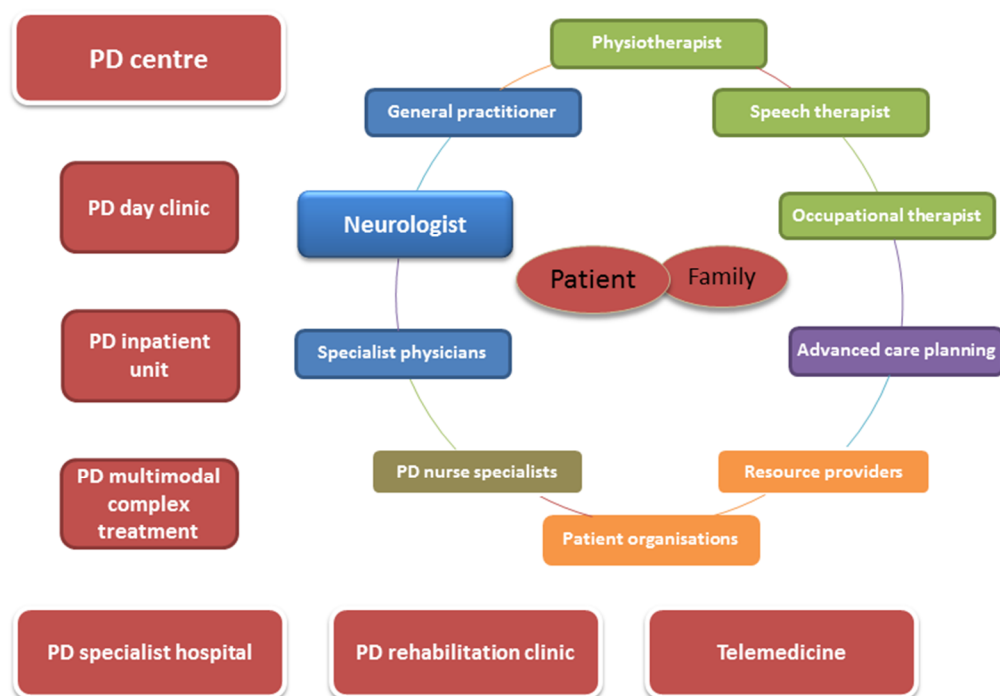 PD centre
Physiotherapist
General practitioner
Speech therapist
PD day clinic
Neurologist
Occupational therapist
Patient
Family
PD inpatient
unit
Specialist physicians
Advanced care planning
PD multimodal
complex
treatment
PD nurse specialists
Resource providers
Patient organisations
PD specialist hospital
PD rehabilitation clinic
Telemedicine